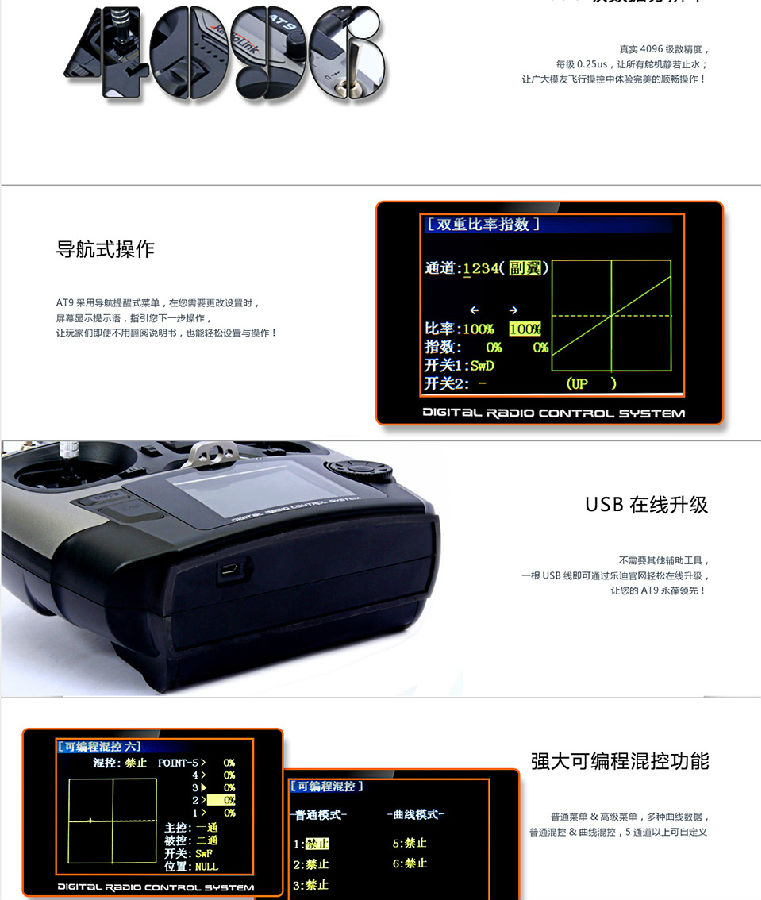 4096
真实 4096 级敖精度，
每级 0.25us，让所有舵机静若止水；
让广大模友飞行操控中体验完美的顺畅操作！
导航式操作
AT9 采用导航提醒式菜单，在您需要更改设置时，
屏幕显示提示语，指引您下一步操作，
让玩家们即使不用翻阅说明书，也能轻松设置与操作！
[双重比率指数]
通道:1234(副翼)
← →
比率:100% 100%
指数: 0% 0%
开关1:SwD
开关2: - (UP )
DIGITAL RADIO CONTROL SYSTEM
USB 在线升级
不需要其他辅助工具，
一根 USB 线即可通过乐迪官网轻松在线升级，
让您的 AT9 永葆领先！
DIGITAL RADIO CONTROL SYSTEM
强大可编程混控功能
普通菜单 & 高级菜单，多种曲线数据，
普通混控 & 曲线混控，5 通道以上可自定义
[可编程混控 六]
混控: 禁止 POINT-5> 0%
4> 0%
3> 0%
2> 0%
1> 0%
主控: 一通
被控: 二通
开关: SwF
位置: NULL
DIGITAL RADIO CONTROL SYSTEM
[可编程混控]
-普通模式- -曲线模式-
1:禁止 5:禁止
2:禁止 6:禁止
3:禁止